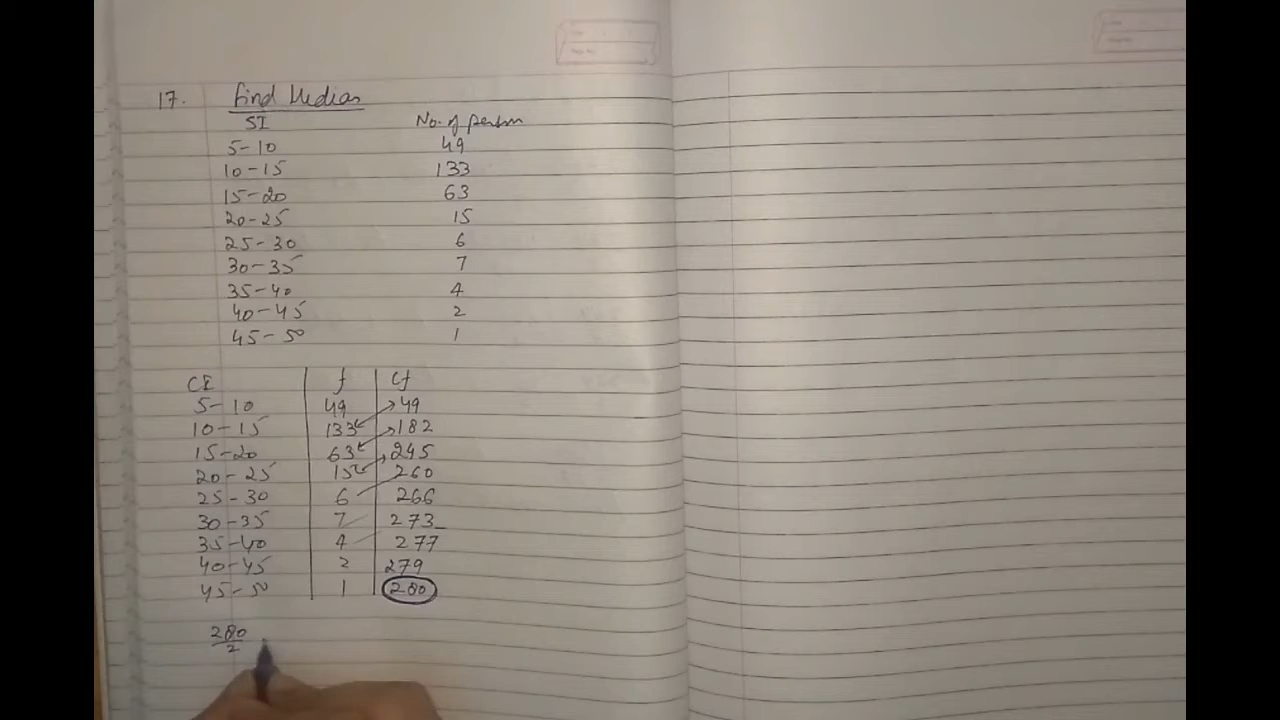 17. Find Median
SI No. of person
5-10 49
10-15 133
15-20 63
20-25 15
25-30 6
30-35 7
35-40 4
40-45 2
45-50 1
CI f cf
5-10 49 49
10-15 133 182
15-20 63 245
20-25 15 260
25-30 6 266
30-35 7 273
35-40 4 277
40-45 2 279
45-50 1 280
280
2